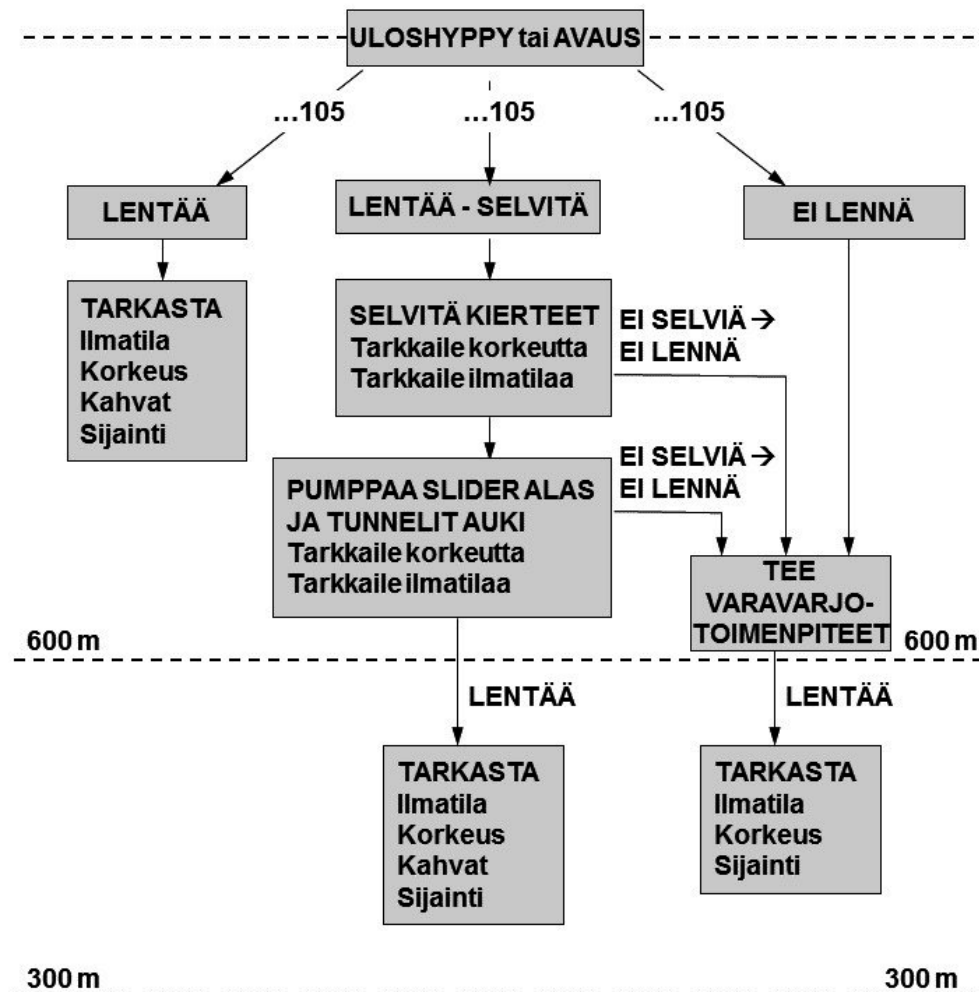 ULOSHYPPY tai AVAUS
...105
...105
...105
LENTÄÄ
LENTÄÄ - SELVITÄ
EI LENNÄ
TARKASTA
Ilmatila
Korkeus
Kahvat
Sijainti
SELVITÄ KIERTEET
Tarkkaile korkeutta
Tarkkaile ilmatilaa
EI SELVIÄ →
EI LENNÄ
PUMPPAA SLIDER ALAS
JA TUNNELIT AUKI
Tarkkaile korkeutta
Tarkkaile ilmatilaa
EI SELVIÄ →
EI LENNÄ
TEE
VARAVARJO-
TOIMENPITEET
600 m
600 m
LENTÄÄ
LENTÄÄ
TARKASTA
Ilmatila
Korkeus
Kahvat
Sijainti
TARKASTA
Ilmatila
Korkeus
Sijainti
300 m
300 m